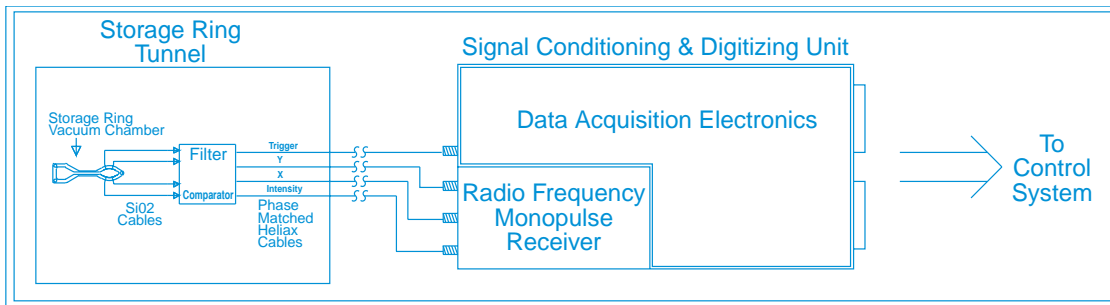 Storage Ring
Tunnel
Signal Conditioning & Digitizing Unit
Storage Ring
Vacuum Chamber
Filter
Comparator
Trigger
Y
X
Intensity
Si02
Cables
Phase
Matched
Heliax
Cables
Data Acquisition Electronics
Radio Frequency
Monopulse
Receiver
To
Control
System